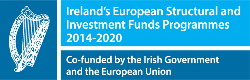 Ireland's European Structural and
Investment Funds Programmes
2014-2020
Co-funded by the Irish Government
and the European Union